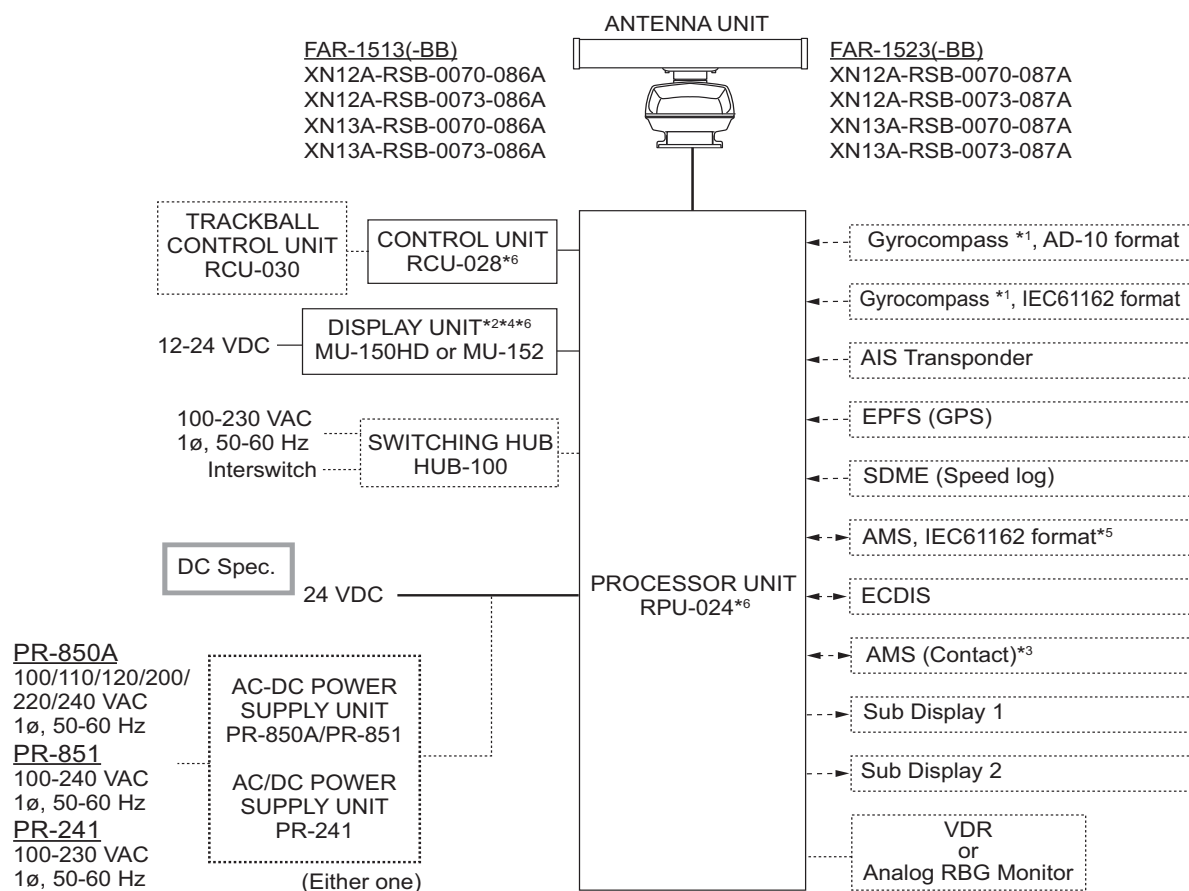 ANTENNA UNIT
FAR-1513(-BB)
XN12A-RSB-0070-086A
XN12A-RSB-0073-086A
XN13A-RSB-0070-086A
XN13A-RSB-0073-086A
FAR-1523(-BB)
XN12A-RSB-0070-087A
XN12A-RSB-0073-087A
XN13A-RSB-0070-087A
XN13A-RSB-0073-087A
TRACKBALL
CONTROL UNIT
RCU-030
CONTROL UNIT
RCU-028*6
12-24 VDC
DISPLAY UNIT*2*4*6
MU-150HD or MU-152
100-230 VAC
1ø, 50-60 Hz
Interswitch
SWITCHING HUB
HUB-100
DC Spec.
24 VDC
PR-850A
100/110/120/200/
220/240 VAC
1ø, 50-60 Hz
PR-851
100-240 VAC
1ø, 50-60 Hz
PR-241
100-230 VAC
1ø, 50-60 Hz
AC-DC POWER
SUPPLY UNIT
PR-850A/PR-851
AC/DC POWER
SUPPLY UNIT
PR-241
(Either one)
PROCESSOR UNIT
RPU-024*6
Gyrocompass *1, AD-10 format
Gyrocompass *1, IEC61162 format
AIS Transponder
EPFS (GPS)
SDME (Speed log)
AMS, IEC61162 format*5
ECDIS
AMS (Contact)*3
Sub Display 1
Sub Display 2
VDR
or
Analog RBG Monitor